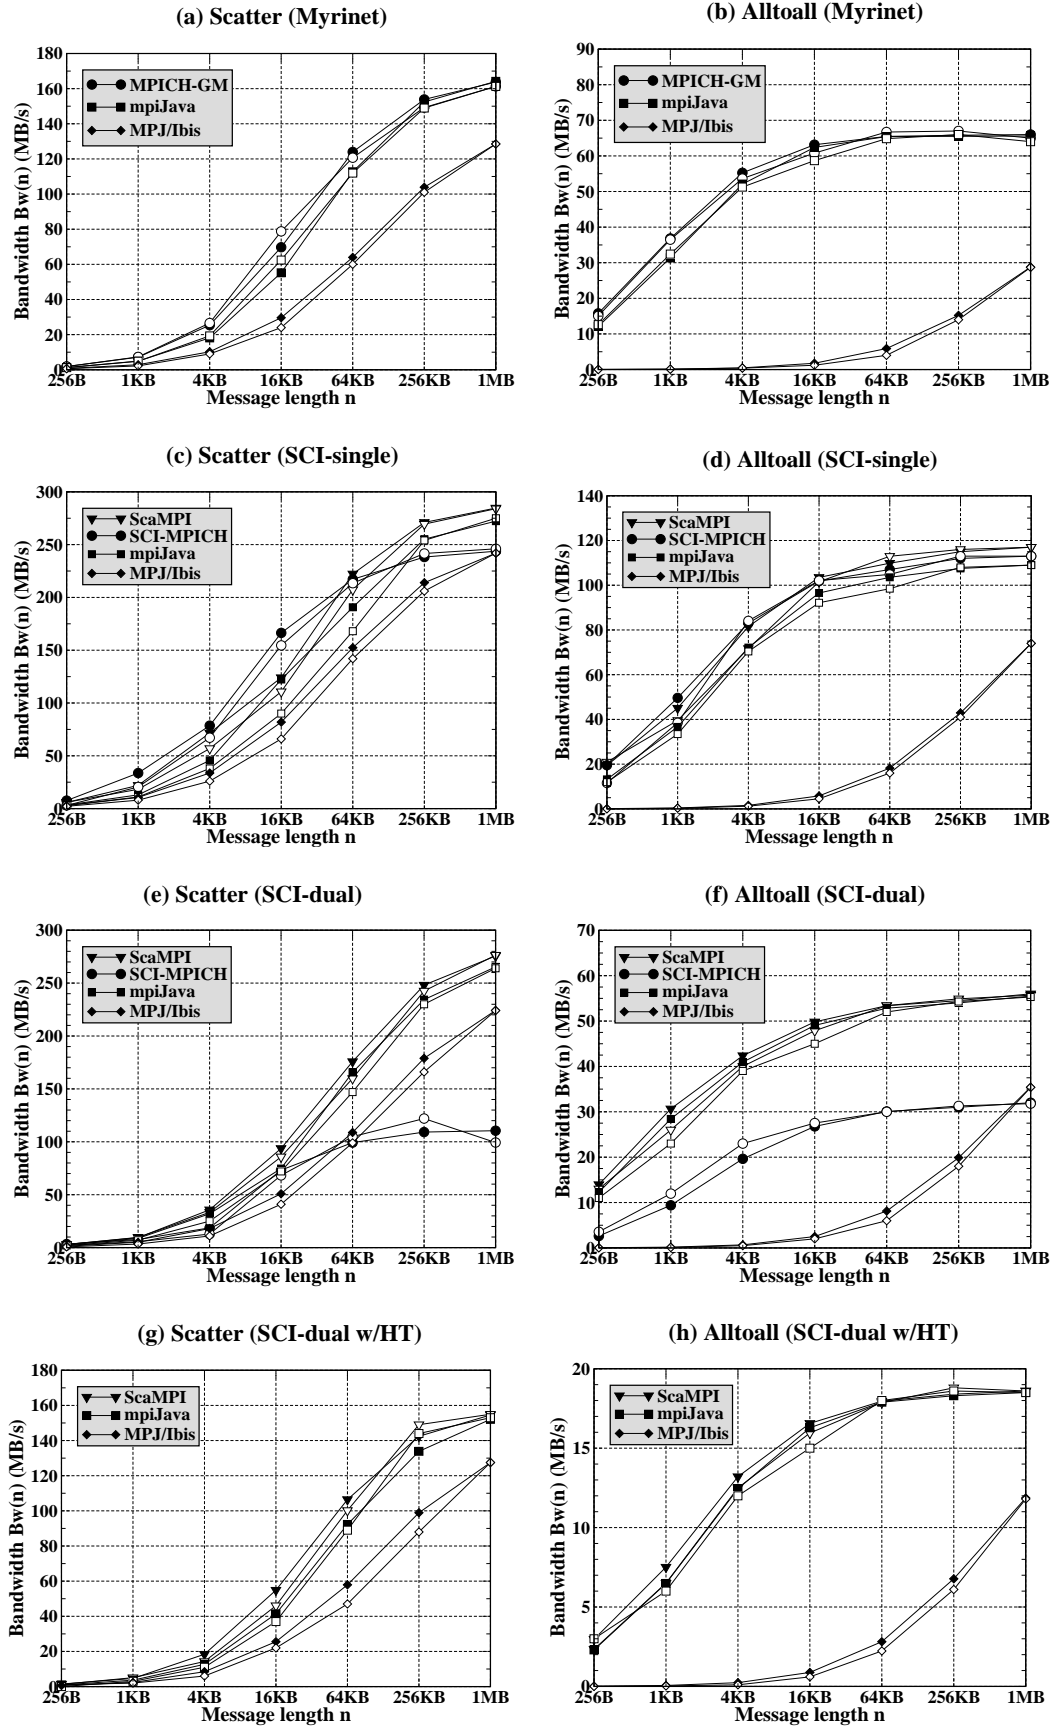 (a) Scatter (Myrinet)
Bandwidth Bw(n) (MB/s)
180
160
140
120
100
80
60
40
20
0
MPICH-GM
mpiJava
MPJ/Ibis
256B 1KB 4KB 16KB 64KB 256KB 1MB
Message length n
(b) Alltoall (Myrinet)
Bandwidth Bw(n) (MB/s)
90
80
70
60
50
40
30
20
10
0
MPICH-GM
mpiJava
MPJ/Ibis
256B 1KB 4KB 16KB 64KB 256KB 1MB
Message length n
(c) Scatter (SCI-single)
Bandwidth Bw(n) (MB/s)
300
250
200
150
100
50
0
ScaMPI
SCI-MPICH
mpiJava
MPJ/Ibis
256B 1KB 4KB 16KB 64KB 256KB 1MB
Message length n
(d) Alltoall (SCI-single)
Bandwidth Bw(n) (MB/s)
140
120
100
80
60
40
20
0
ScaMPI
SCI-MPICH
mpiJava
MPJ/Ibis
256B 1KB 4KB 16KB 64KB 256KB 1MB
Message length n
(e) Scatter (SCI-dual)
Bandwidth Bw(n) (MB/s)
300
250
200
150
100
50
0
ScaMPI
SCI-MPICH
mpiJava
MPJ/Ibis
256B 1KB 4KB 16KB 64KB 256KB 1MB
Message length n
(f) Alltoall (SCI-dual)
Bandwidth Bw(n) (MB/s)
70
60
50
40
30
20
10
0
ScaMPI
SCI-MPICH
mpiJava
MPJ/Ibis
256B 1KB 4KB 16KB 64KB 256KB 1MB
Message length n
(g) Scatter (SCI-dual w/HT)
Bandwidth Bw(n) (MB/s)
180
160
140
120
100
80
60
40
20
0
ScaMPI
mpiJava
MPJ/Ibis
256B 1KB 4KB 16KB 64KB 256KB 1MB
Message length n
(h) Alltoall (SCI-dual w/HT)
Bandwidth Bw(n) (MB/s)
20
15
10
5
0
ScaMPI
mpiJava
MPJ/Ibis
256B 1KB 4KB 16KB 64KB 256KB 1MB
Message length n